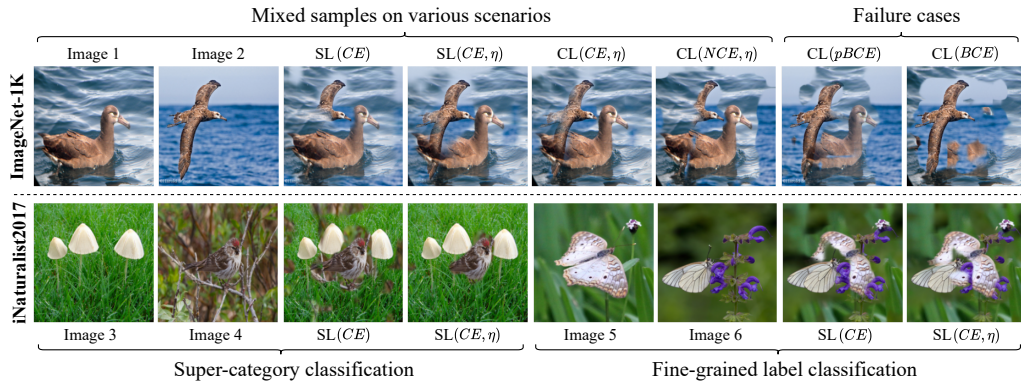 Mixed samples on various scenarios Failure cases
Image 1 Image 2 SL(CE) SL(CE, η) CL(CE, η) CL(NCE, η) CL(pBCE) CL(BCE)
ImageNet-1K
iNaturalist2017
Image 3 Image 4 SL(CE) SL(CE, η) Image 5 Image 6 SL(CE) SL(CE, η)
Super-category classification Fine-grained label classification